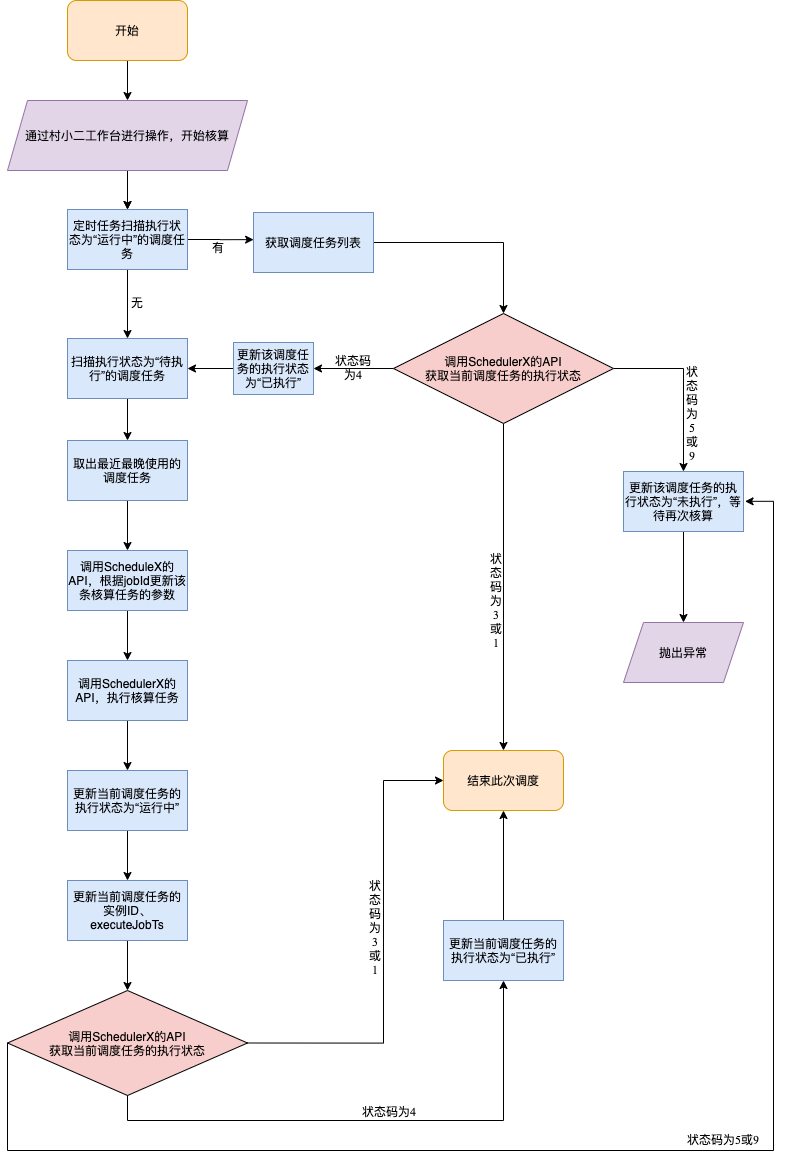 开始
通过村小二工作台进行操作，开始核算
定时任务扫描执行状
态为“运行中”的调度任
务
有
获取调度任务列表
无
扫描执行状态为“待执
行”的调度任务
更新该调度任
务的执行状态
为“已执行”
状态码
为4
调用SchedulerX的API
获取当前调度任务的执行状态
状
态
码
为
5
或
9
取出最近最晚使用的
调度任务
更新该调度任务的执
行状态为“未执行”，等
待再次核算
调用ScheduleX的
API，根据jobId更新该
条核算任务的参数
状
态
码
为
3
或
1
抛出异常
调用SchedulerX的
API，执行核算任务
更新当前调度任务的
执行状态为“运行中”
结束此次调度
更新当前调度任务的
实例ID、
executeJobTs
状
态
码
为
3
或
1
更新当前调度任务的
执行状态为“已执行”
调用SchedulerX的API
获取当前调度任务的执行状态
状态码为4
状态码为5或9